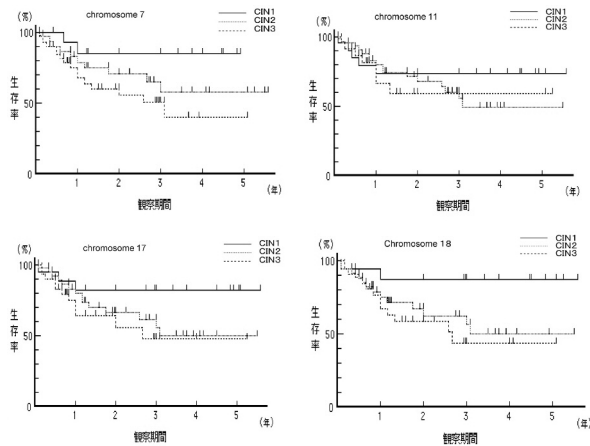 (%)
chromosome 7
CIN1
CIN2
CIN3
100
50
0
生存率
1 2 3 4 5 (年)
観察期間
(%)
chromosome 11
CIN1
CIN2
CIN3
100
50
0
生存率
1 2 3 4 5 (年)
観察期間
(%)
chromosome 17
CIN1
CIN2
CIN3
100
50
0
生存率
1 2 3 4 5 (年)
観察期間
(%)
Chromosome 18
CIN1
CIN2
CIN3
100
50
0
生存率
1 2 3 4 5 (年)
観察期間